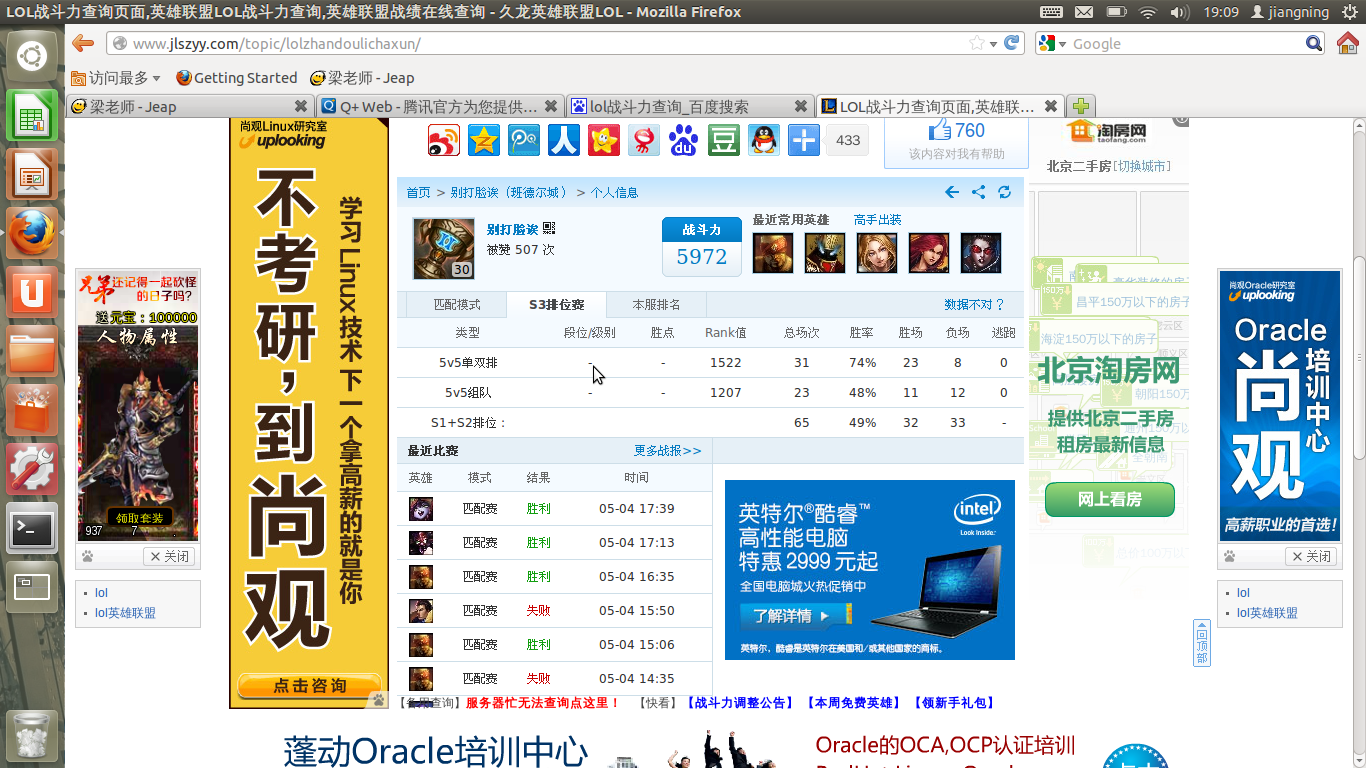 LOL战斗力查询页面,英雄联盟LOL战斗力查询,英雄联盟战绩在线查询 - 久龙英雄联盟LOL - Mozilla Firefox
19:09 jiangning
www.jlszyy.com/topic/lolzhandoulichaxun/
Google
访问最多
Getting Started
梁老师 - Jeap
梁老师 - Jeap
Q+ Web - 腾讯官方为您提供…
lol战斗力查询_百度搜索
LOL战斗力查询页面,英雄联…
兄弟还记得一起砍怪的日子吗?
送元宝：100000
人物属性
领取套装
937 7
关闭
lol
lol英雄联盟
尚观Linux研究室
uplooking
不考研，到尚观
学习Linux技术 下一个拿高薪的就是你
点击咨询
433
760
该内容对我有帮助
首页 > 别打脸诶（班德尔城） > 个人信息
30
别打脸诶
被赞 507 次
战斗力
5972
最近常用英雄 高手出装
匹配模式 S3排位赛 本服排名 数据不对？
类型 段位/级别 胜点 Rank值 总场次 胜率 胜场 负场 逃跑
5v5单双排 - - 1522 31 74% 23 8 0
5v5组队 - - 1207 23 48% 11 12 0
S1+S2排位： 65 49% 32 33 -
最近比赛 更多战报>>
英雄 模式 结果 时间
匹配赛 胜利 05-04 17:39
匹配赛 胜利 05-04 17:13
匹配赛 胜利 05-04 16:35
匹配赛 失败 05-04 15:50
匹配赛 胜利 05-04 15:06
匹配赛 失败 05-04 14:35
英特尔®酷睿™
高性能电脑
特惠 2999 元起
全国电脑城火热促销中
了解详情
英特尔，酷睿是英特尔在美国和/或其他国家的商标。
intel
Look Inside.
服务器忙无法查询点这里！ 【快看】【战斗力调整公告】【本周免费英雄】【领新手礼包】
蓬动Oracle培训中心
Oracle的OCA,OCP认证培训
淘房网
taofang.com
北京二手房 [切换城市]
昌平150万以下的房子
海淀150万以下的房子
北京淘房网
提供北京二手房
租房最新信息
网上看房
回顶部
尚观Oracle研究室
uplooking
Oracle
尚观
培训中心
高薪职业的首选!
关闭
lol
lol英雄联盟